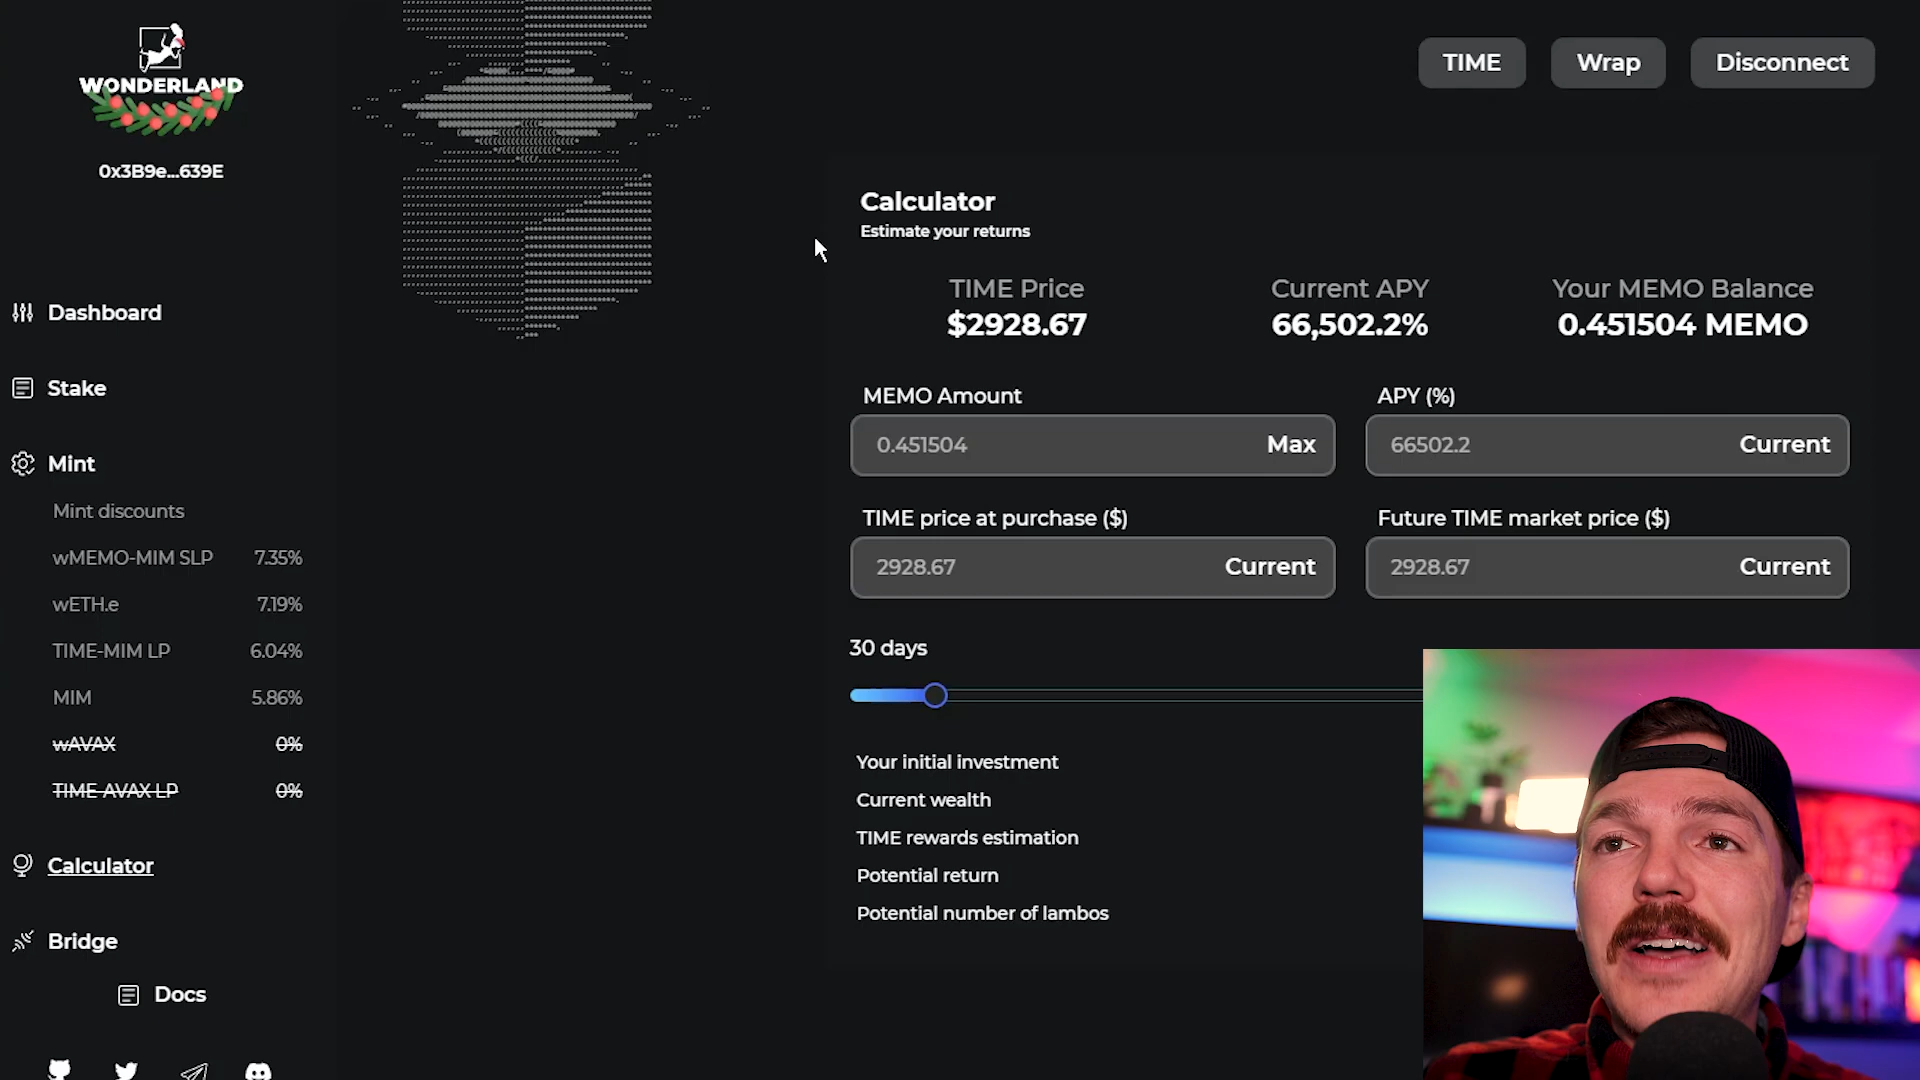 WONDERLAND
0x3B9e...639E
Dashboard
Stake
Mint
Mint discounts
wMEMO-MIM SLP 7.35%
wETH.e 7.19%
TIME-MIM LP 6.04%
MIM 5.86%
wAVAX 0%
TIME-AVAX LP 0%
Calculator
Bridge
Docs
TIME Wrap Disconnect
Calculator
Estimate your returns
TIME Price Current APY Your MEMO Balance
$2928.67 66,502.2% 0.451504 MEMO
MEMO Amount APY (%)
0.451504 Max 66502.2 Current
TIME price at purchase ($) Future TIME market price ($)
2928.67 Current 2928.67 Current
30 days
Your initial investment
Current wealth
TIME rewards estimation
Potential return
Potential number of lambos